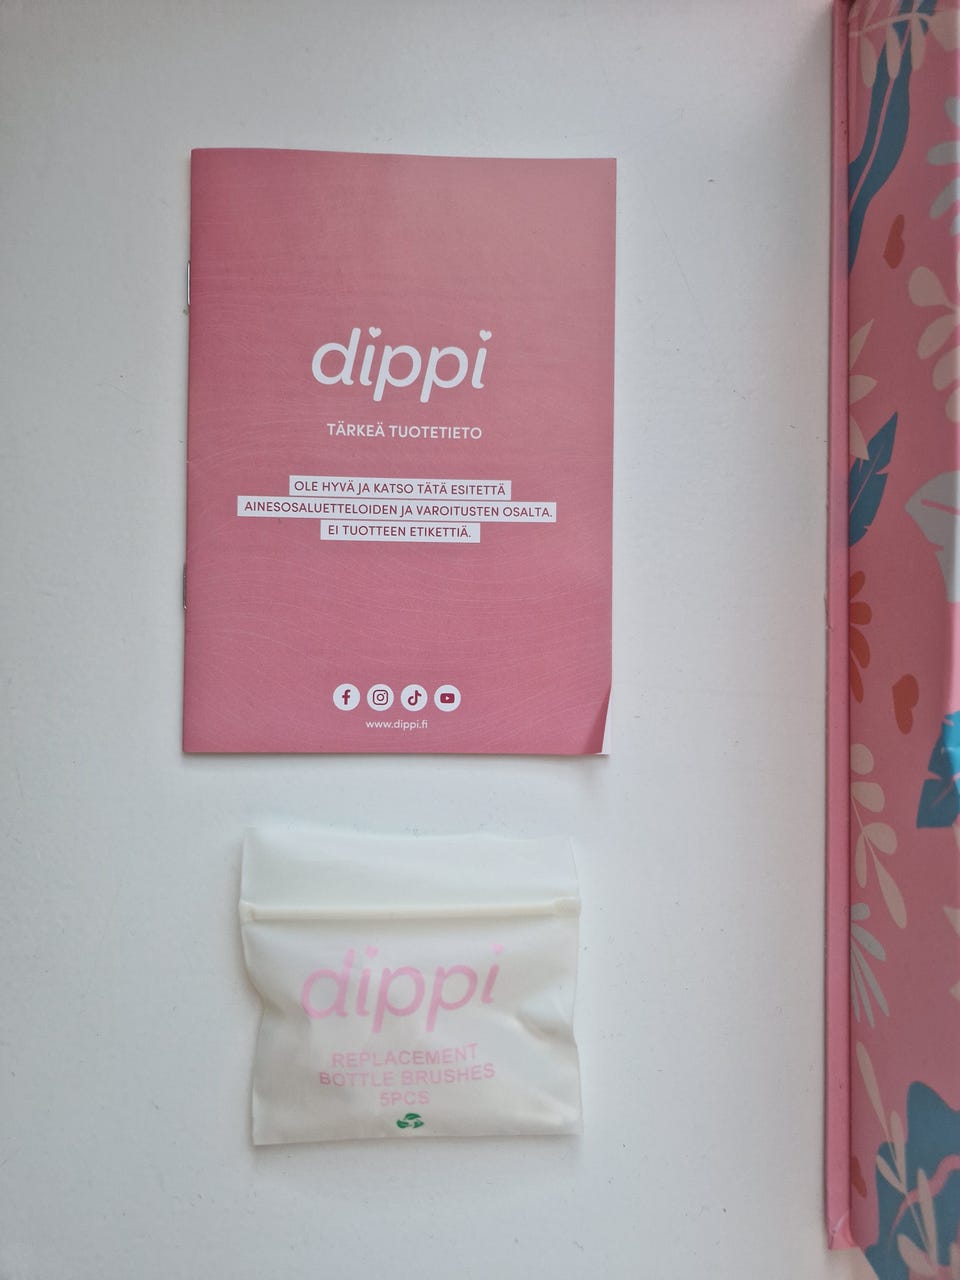 dippi
TÄRKEÄ TUOTETIETO
OLE HYVÄ JA KATSO TÄTÄ ESITETTÄ
AINESOSALUETTELOIDEN JA VAROITUSTEN OSALTA.
EI TUOTTEEN ETIKETTIÄ.
www.dippi.fi
dippi
REPLACEMENT
BOTTLE BRUSHES
5PCS